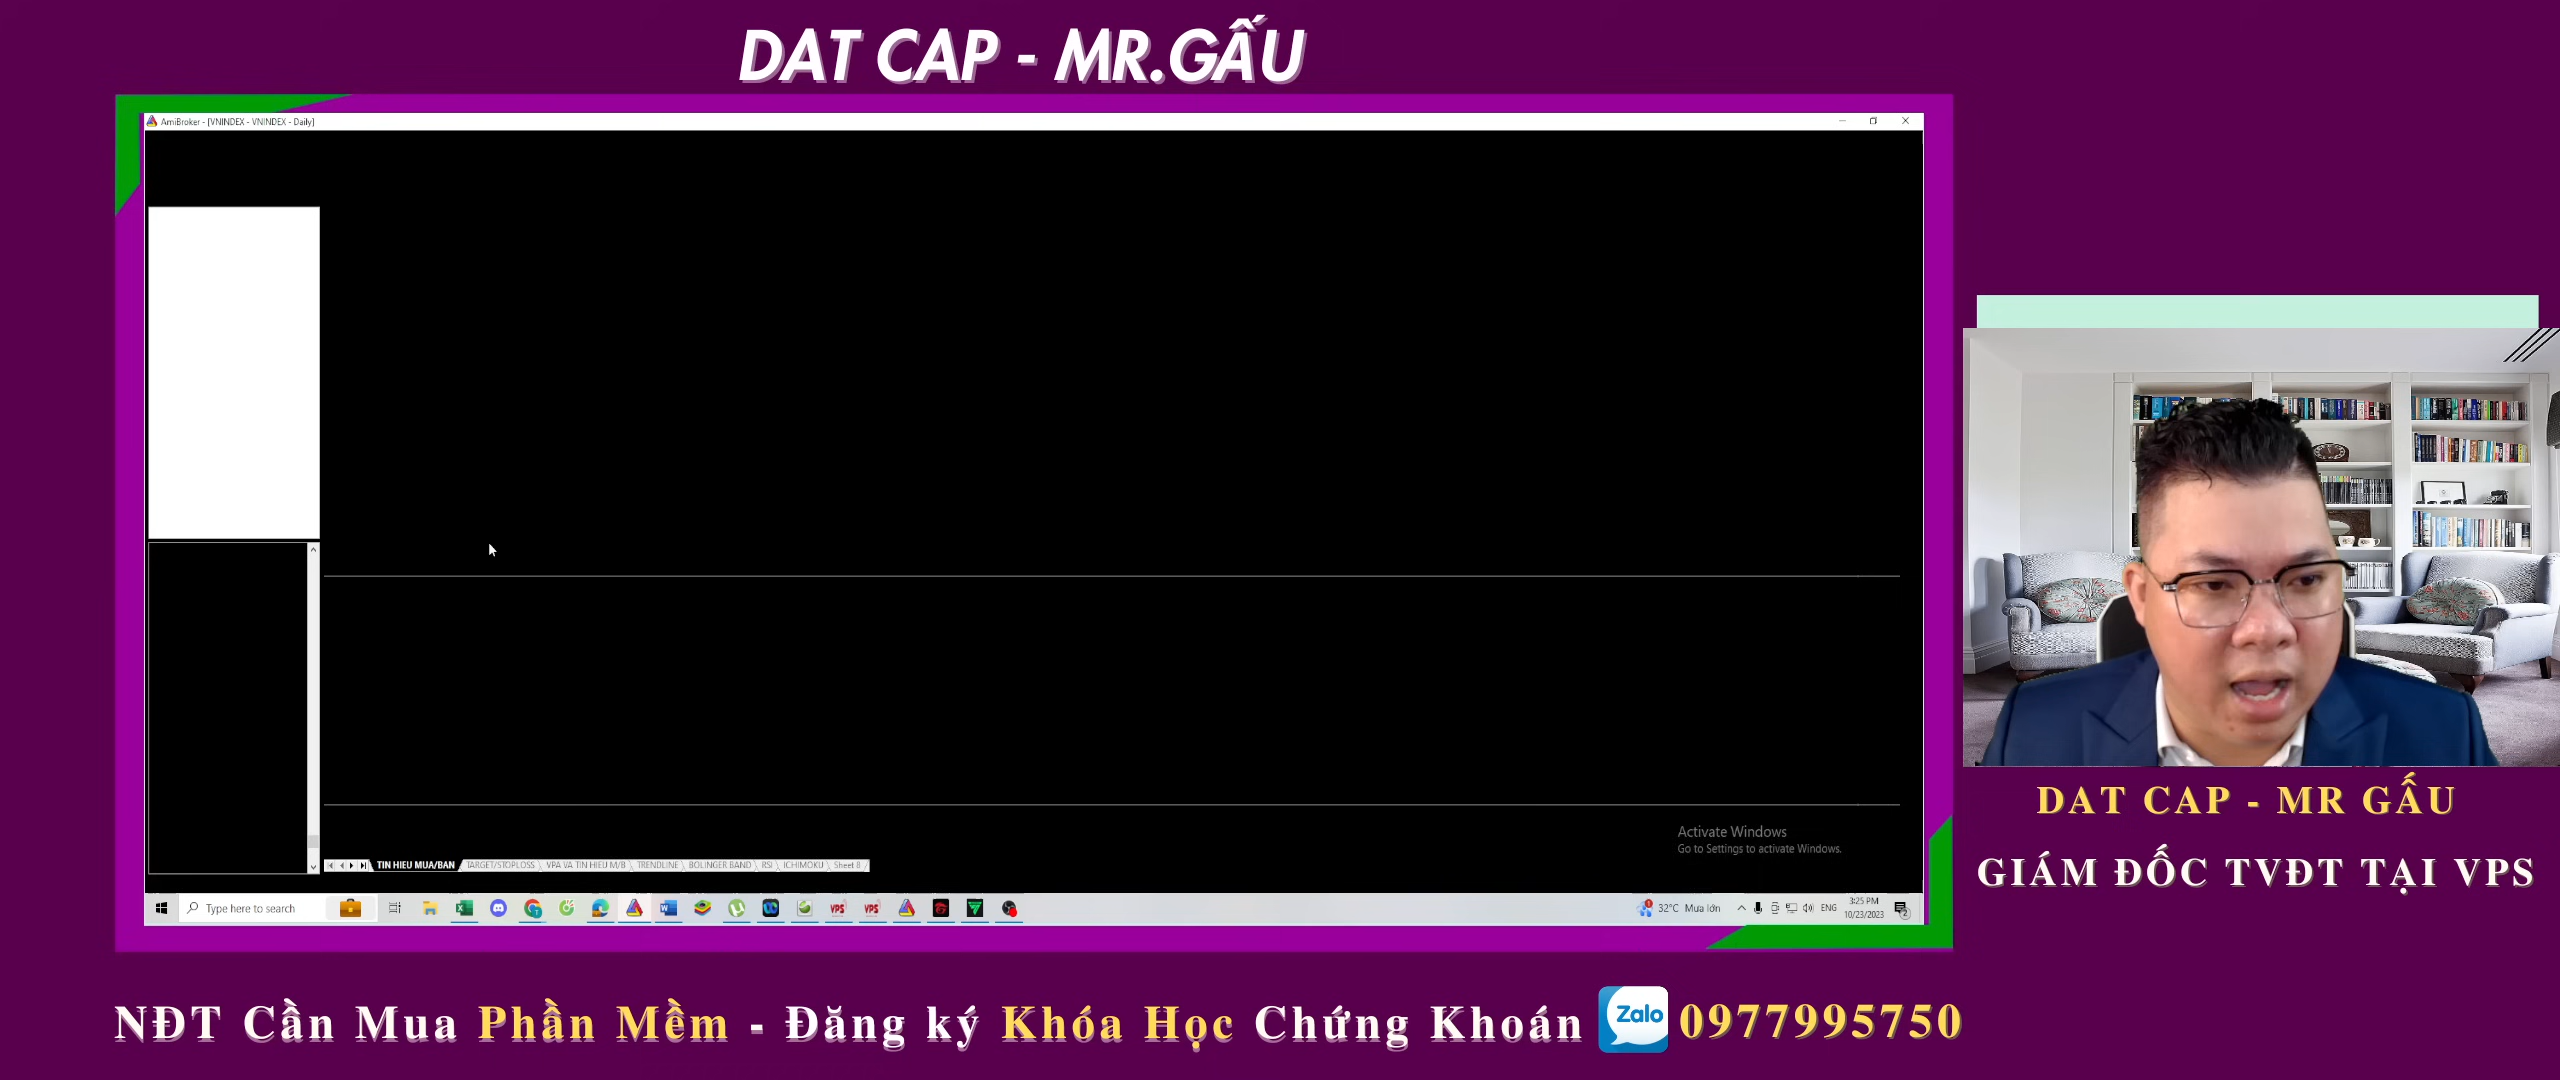 DAT CAP - MR.GẤU
AmiBroker - [VNINDEX - VNINDEX - Daily]
Activate Windows
Go to Settings to activate Windows.
TIN HIEU MUA/BAN TARGET/STOPLOSS VPA VA TIN HIEU M/B TRENDLINE BOLINGER BAND RSI ICHIMOKU Sheet 8
Type here to search
VPS VPS
32°C Mưa lớn
ENG
3:25 PM
10/23/2023
2
DAT CAP - MR GẤU
GIÁM ĐỐC TVĐT TẠI VPS
NĐT Cần Mua Phần Mềm - Đăng ký Khóa Học Chứng Khoán Zalo 0977995750